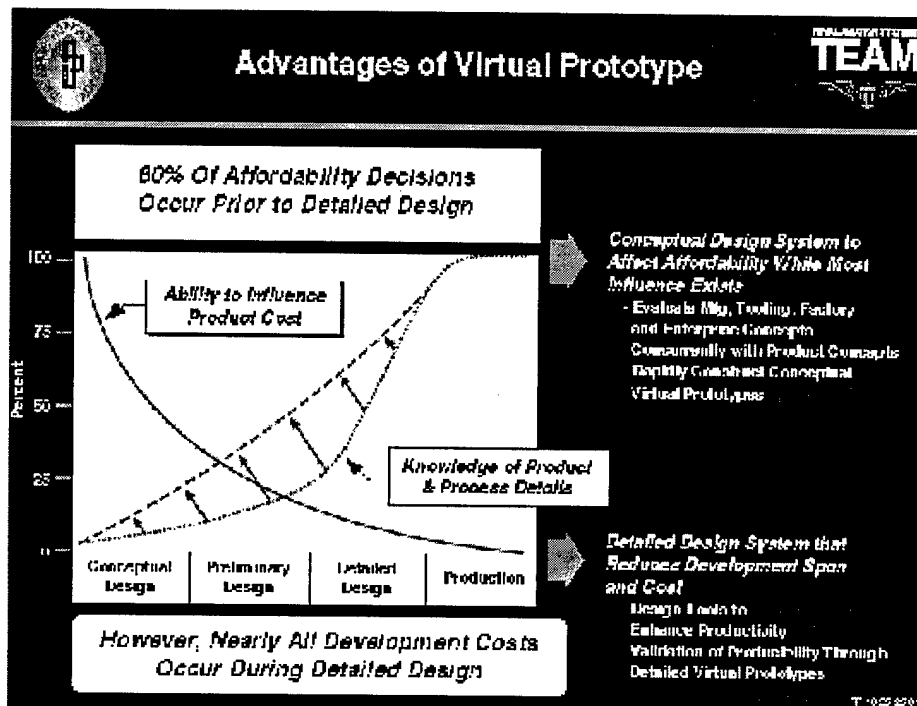 Advantages of Virtual Prototype
TEAM
60% Of Affordability Decisions
Occur Prior to Detailed Design
100
75
50
25
0
Percent
Ability to Influence
Product Cost
Knowledge of Product
& Process Details
Conceptual
Design
Preliminary
Design
Detailed
Design
Production
However, Nearly All Development Costs
Occur During Detailed Design
Conceptual Design System to
Affect Affordability While Most
Influence Exists
- Evaluate Mfg, Tooling, Factory
and Enterprise Concepts
Concurrently with Product Concepts
Rapidly Construct Conceptual
Virtual Prototypes
Detailed Design System that
Reduces Development Span
and Cost
Design Tools to
Enhance Productivity
Validation of Producibility Through
Detailed Virtual Prototypes